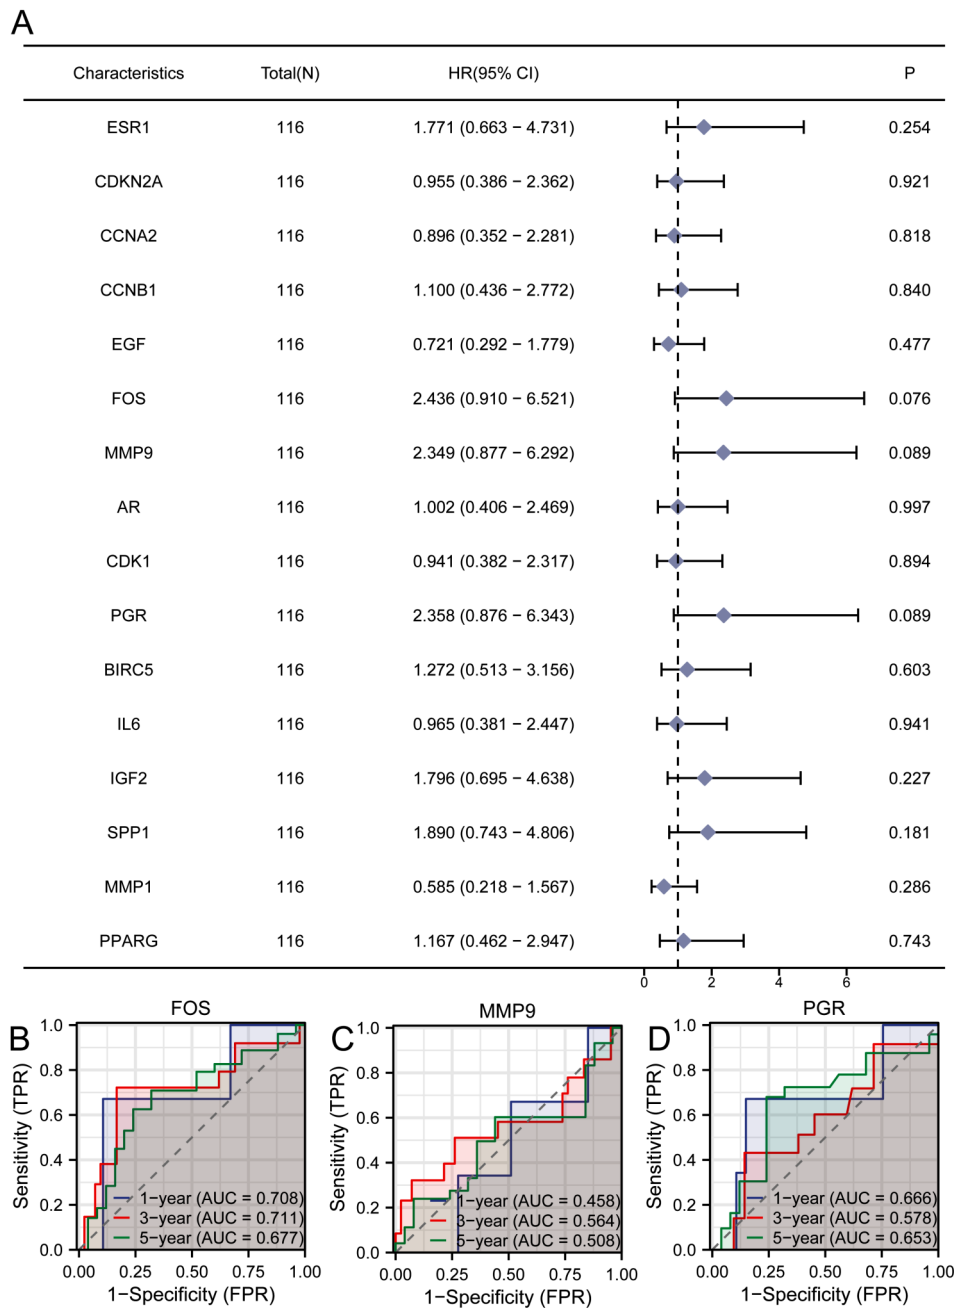 A
Characteristics Total(N) HR(95% CI) P
ESR1 116 1.771 (0.663 − 4.731) 0.254
CDKN2A 116 0.955 (0.386 − 2.362) 0.921
CCNA2 116 0.896 (0.352 − 2.281) 0.818
CCNB1 116 1.100 (0.436 − 2.772) 0.840
EGF 116 0.721 (0.292 − 1.779) 0.477
FOS 116 2.436 (0.910 − 6.521) 0.076
MMP9 116 2.349 (0.877 − 6.292) 0.089
AR 116 1.002 (0.406 − 2.469) 0.997
CDK1 116 0.941 (0.382 − 2.317) 0.894
PGR 116 2.358 (0.876 − 6.343) 0.089
BIRC5 116 1.272 (0.513 − 3.156) 0.603
IL6 116 0.965 (0.381 − 2.447) 0.941
IGF2 116 1.796 (0.695 − 4.638) 0.227
SPP1 116 1.890 (0.743 − 4.806) 0.181
MMP1 116 0.585 (0.218 − 1.567) 0.286
PPARG 116 1.167 (0.462 − 2.947) 0.743
0 2 4 6
B
FOS
Sensitivity (TPR)
1.0
0.8
0.6
0.4
0.2
0.0
1−year (AUC = 0.708)
3−year (AUC = 0.711)
5−year (AUC = 0.677)
0.00 0.25 0.50 0.75 1.00
1−Specificity (FPR)
C
MMP9
Sensitivity (TPR)
1.0
0.8
0.6
0.4
0.2
0.0
1−year (AUC = 0.458)
3−year (AUC = 0.564)
5−year (AUC = 0.508)
0.00 0.25 0.50 0.75 1.00
1−Specificity (FPR)
D
PGR
Sensitivity (TPR)
1.0
0.8
0.6
0.4
0.2
0.0
1−year (AUC = 0.666)
3−year (AUC = 0.578)
5−year (AUC = 0.653)
0.00 0.25 0.50 0.75 1.00
1−Specificity (FPR)